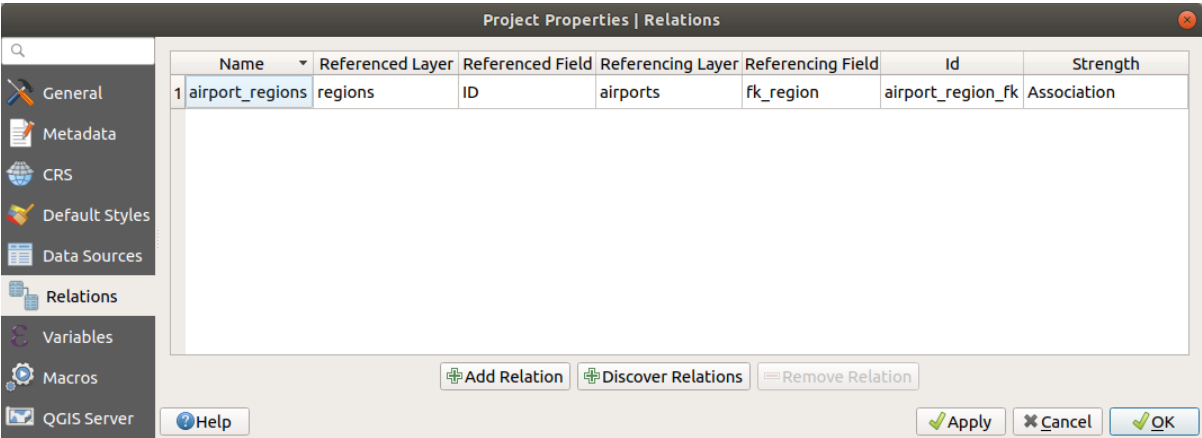 Project Properties | Relations
General
Metadata
CRS
Default Styles
Data Sources
Relations
Variables
Macros
QGIS Server
Name Referenced Layer Referenced Field Referencing Layer Referencing Field Id Strength
1 airport_regions regions ID airports fk_region airport_region_fk Association
Add Relation Discover Relations Remove Relation
Help Apply Cancel OK